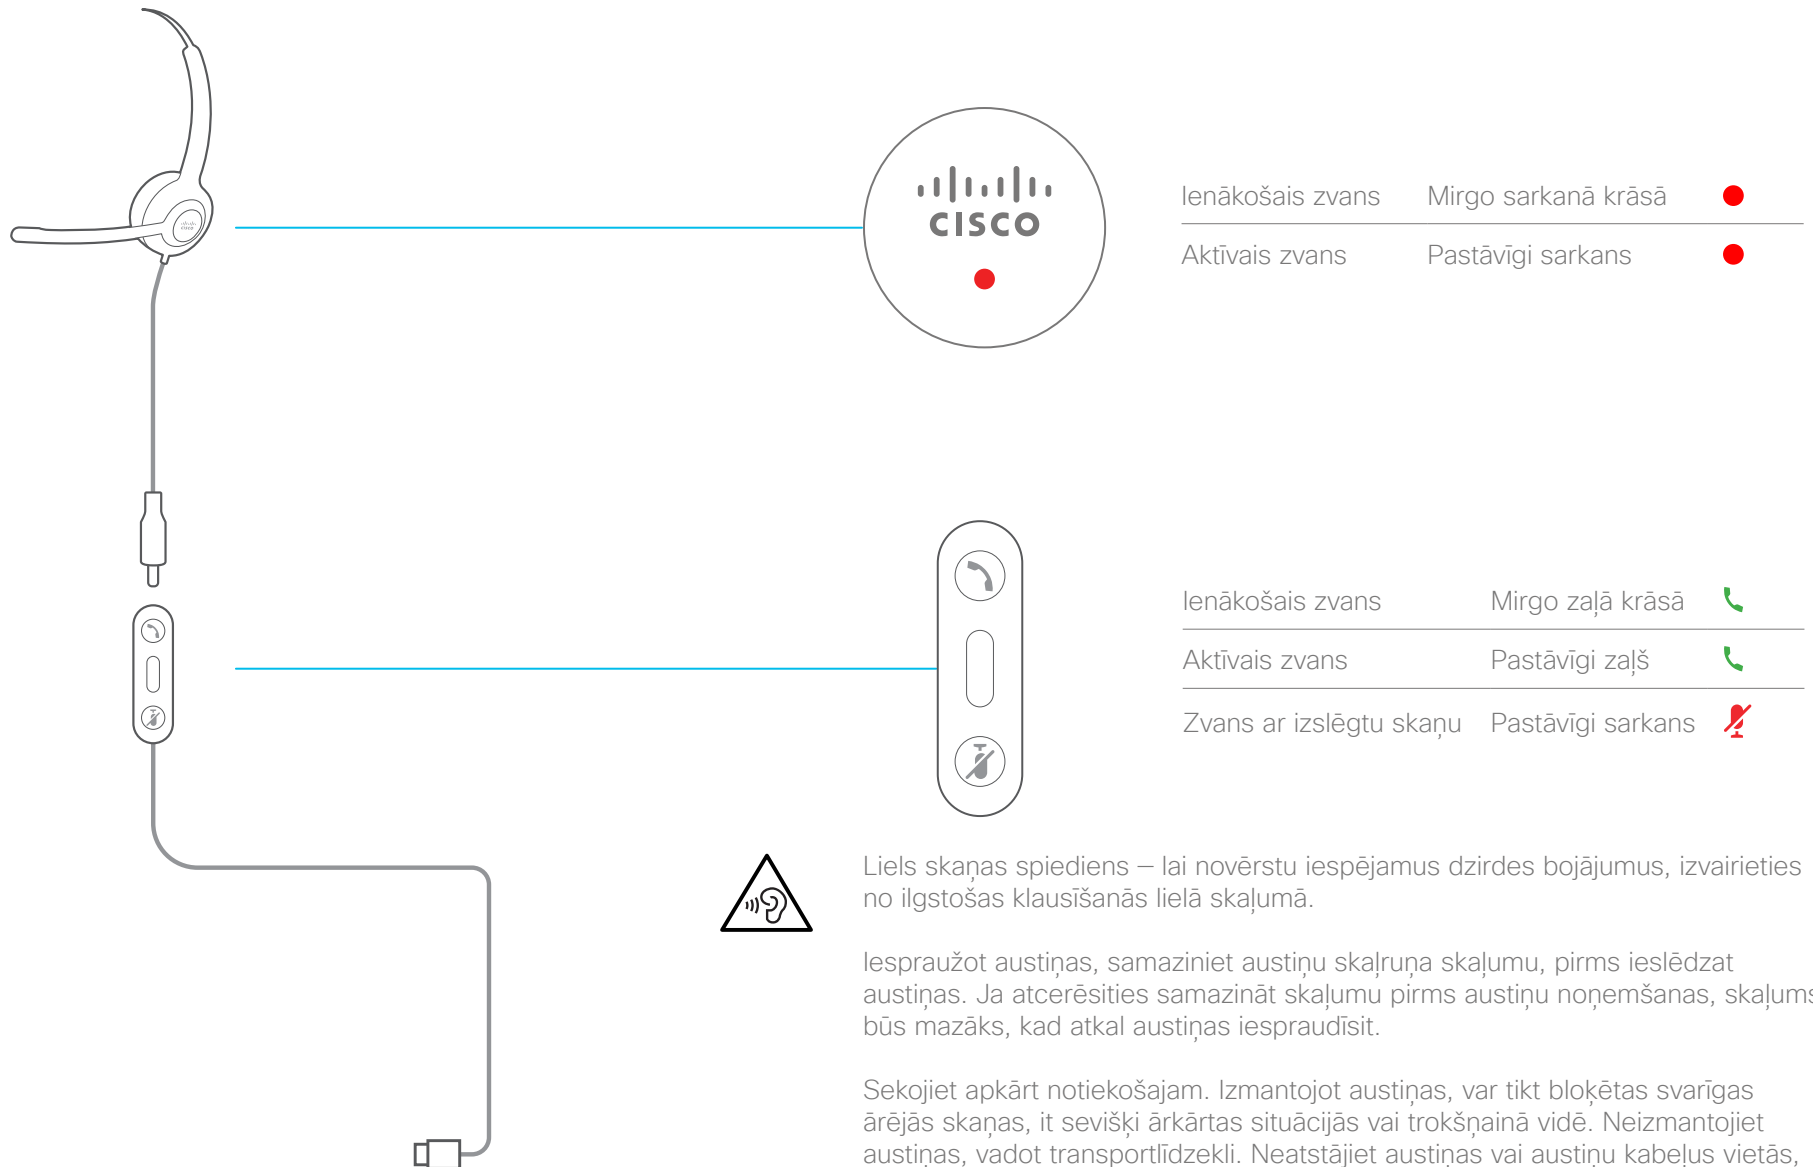 CISCO
Ienākošais zvans Mirgo sarkanā krāsā
Aktīvais zvans Pastāvīgi sarkans
Ienākošais zvans Mirgo zaļā krāsā
Aktīvais zvans Pastāvīgi zaļš
Zvans ar izslēgtu skaņu Pastāvīgi sarkans
Liels skaņas spiediens – lai novērstu iespējamus dzirdes bojājumus, izvairieties
no ilgstošas klausīšanās lielā skaļumā.
Iespraužot austiņas, samaziniet austiņu skaļruņa skaļumu, pirms ieslēdzat
austiņas. Ja atcerēsities samazināt skaļumu pirms austiņu noņemšanas, skaļums
būs mazāks, kad atkal austiņas iespraudīsit.
Sekojiet apkārt notiekošajam. Izmantojot austiņas, var tikt bloķētas svarīgas
ārējās skaņas, it sevišķi ārkārtas situācijās vai trokšņainā vidē. Neizmantojiet
austiņas, vadot transportlīdzekli. Neatstājiet austiņas vai austiņu kabeļus vietās,